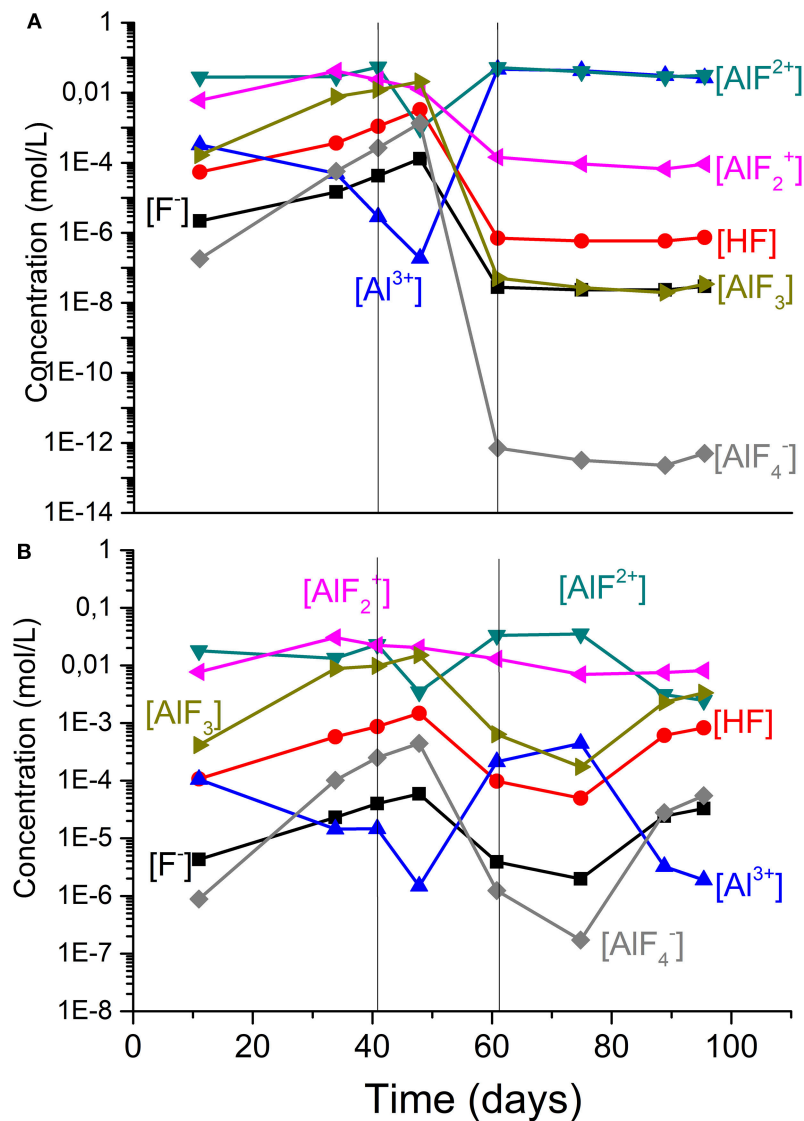 A
1
0,01
1E-4
1E-6
1E-8
1E-10
1E-12
1E-14
Concentration (mol/L)
[F⁻]
[Al³⁺]
[AlF²⁺]
[AlF₂⁺]
[HF]
[AlF₃]
[AlF₄⁻]
B
1
0,1
0,01
1E-3
1E-4
1E-5
1E-6
1E-7
1E-8
Concentration (mol/L)
[AlF₂⁺]
[AlF²⁺]
[AlF₃]
[HF]
[F⁻]
[Al³⁺]
[AlF₄⁻]
0 20 40 60 80 100
Time (days)